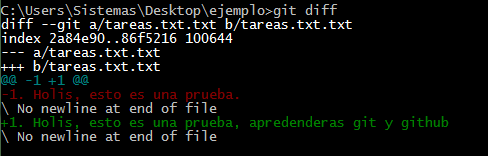 C:\Users\Sistemas\Desktop\ejemplo>git diff
diff --git a/tareas.txt.txt b/tareas.txt.txt
index 2a84e90..86f5216 100644
--- a/tareas.txt.txt
+++ b/tareas.txt.txt
@@ -1 +1 @@
-1. Holis, esto es una prueba.
\ No newline at end of file
+1. Holis, esto es una prueba, apredenderas git y github
\ No newline at end of file